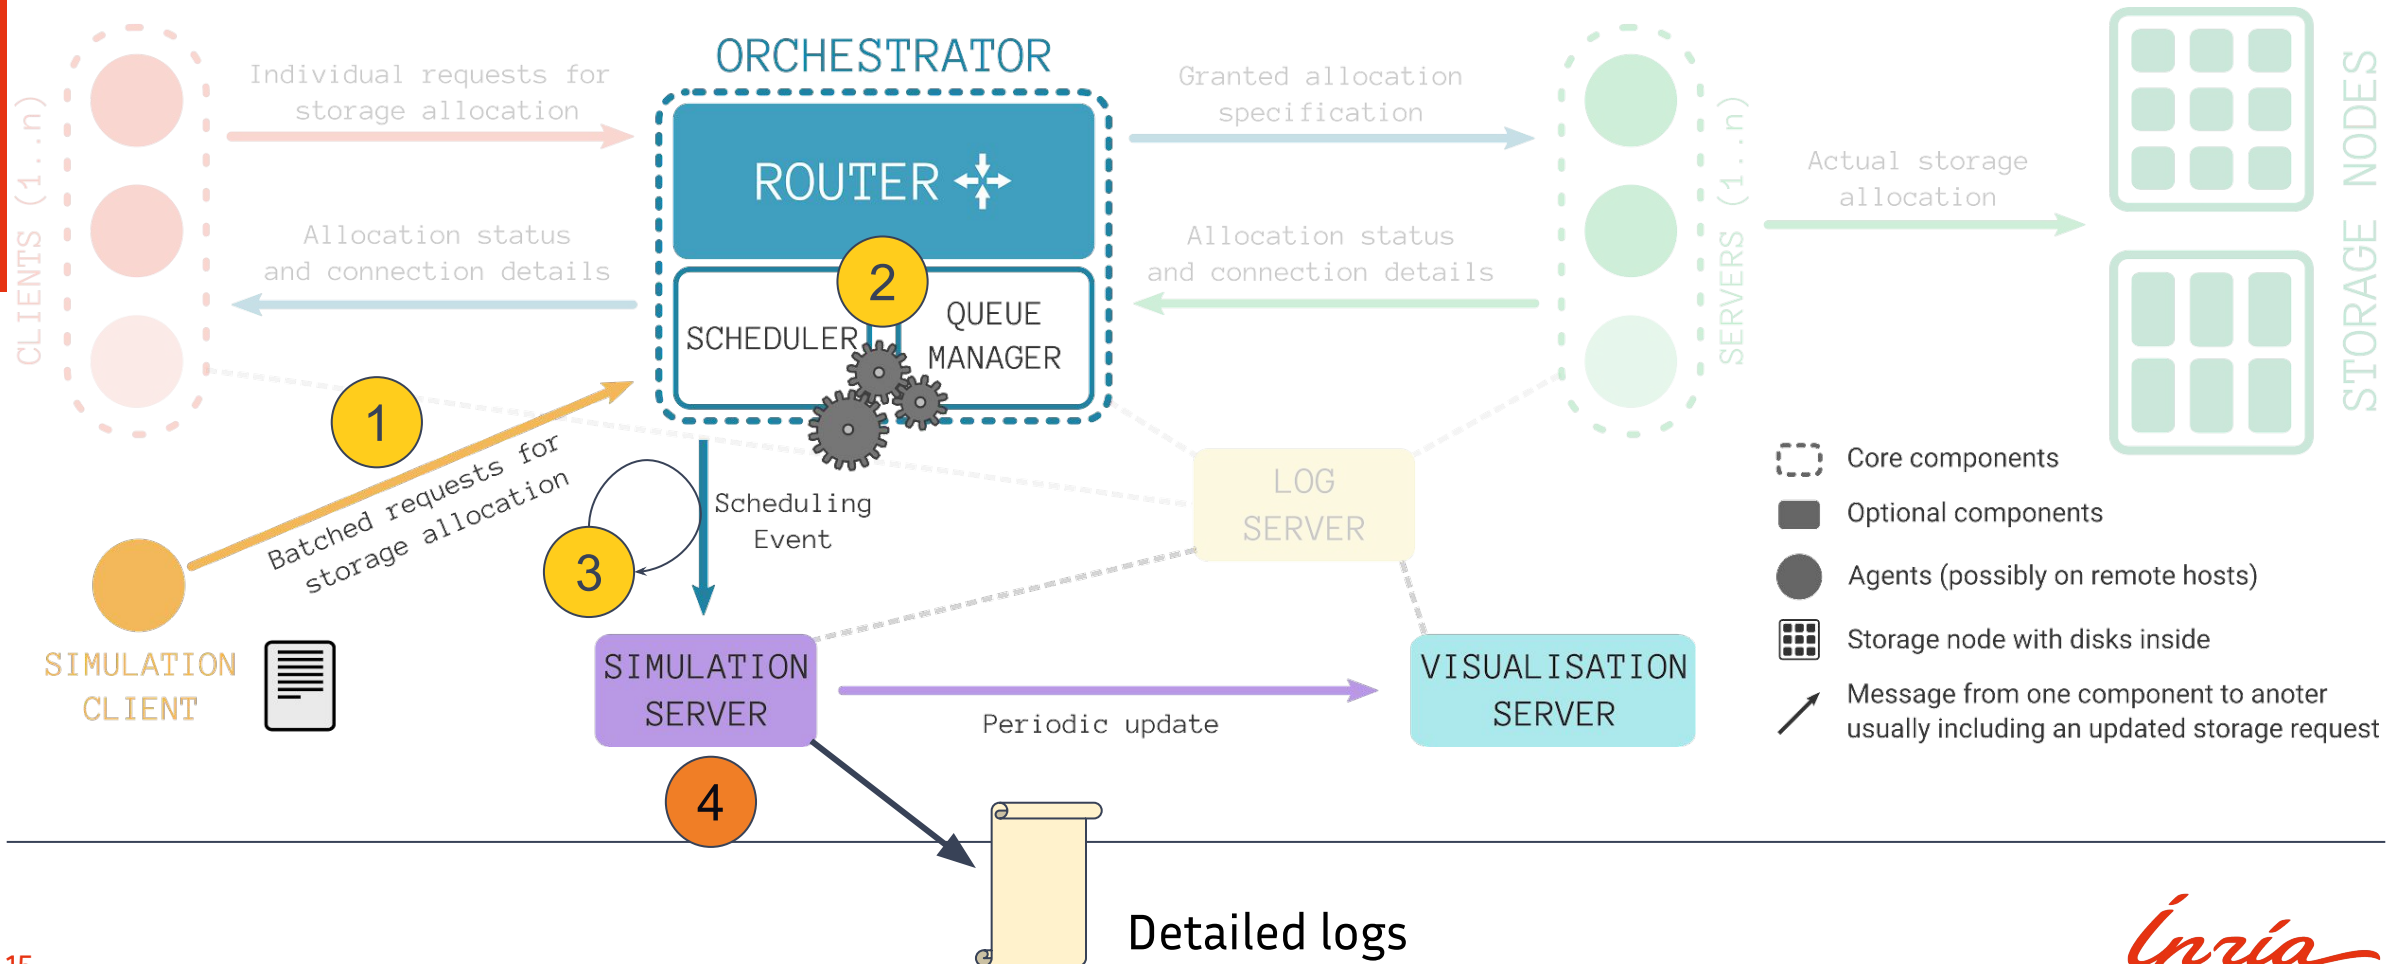 ORCHESTRATOR
CLIENTS (1..n)
Individual requests for
storage allocation
ROUTER
Granted allocation
specification
SERVERS (1..n)
Actual storage
allocation
STORAGE NODES
Allocation status
and connection details
2
SCHEDULER
QUEUE
MANAGER
Allocation status
and connection details
1
Batched requests for
storage allocation
3
Scheduling
Event
LOG
SERVER
Core components
Optional components
Agents (possibly on remote hosts)
Storage node with disks inside
Message from one component to anoter
usually including an updated storage request
SIMULATION
CLIENT
SIMULATION
SERVER
Periodic update
VISUALISATION
SERVER
4
Detailed logs
15
Inria